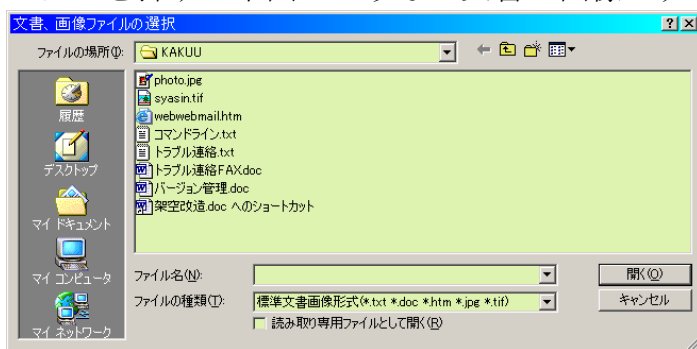 文書、画像ファイルの選択
ファイルの場所(I):
KAKUU
photo.jpg
syasin.tif
webwebmail.htm
コマンドライン.txt
トラブル連絡.txt
トラブル連絡FAX.doc
バージョン管理.doc
架空改造.doc へのショートカット
履歴
デスクトップ
マイ ドキュメント
マイ コンピュータ
マイ ネットワーク
ファイル名(N):
開く(O)
ファイルの種類(T):
標準文書画像形式(*.txt *.doc *.htm *.jpg *.tif)
キャンセル
読み取り専用ファイルとして開く(R)